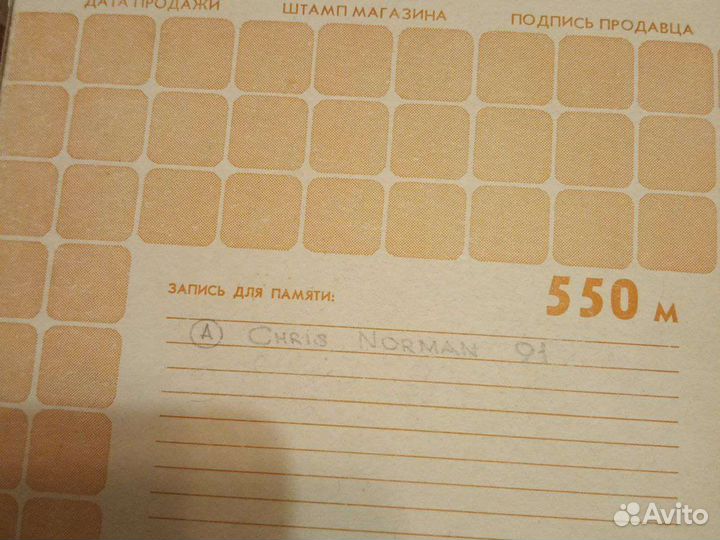 ДАТА ПРОДАЖИ ШТАМП МАГАЗИНА ПОДПИСЬ ПРОДАВЦА
ЗАПИСЬ ДЛЯ ПАМЯТИ: 550 м
A CHRIS NORMAN 91
Avito